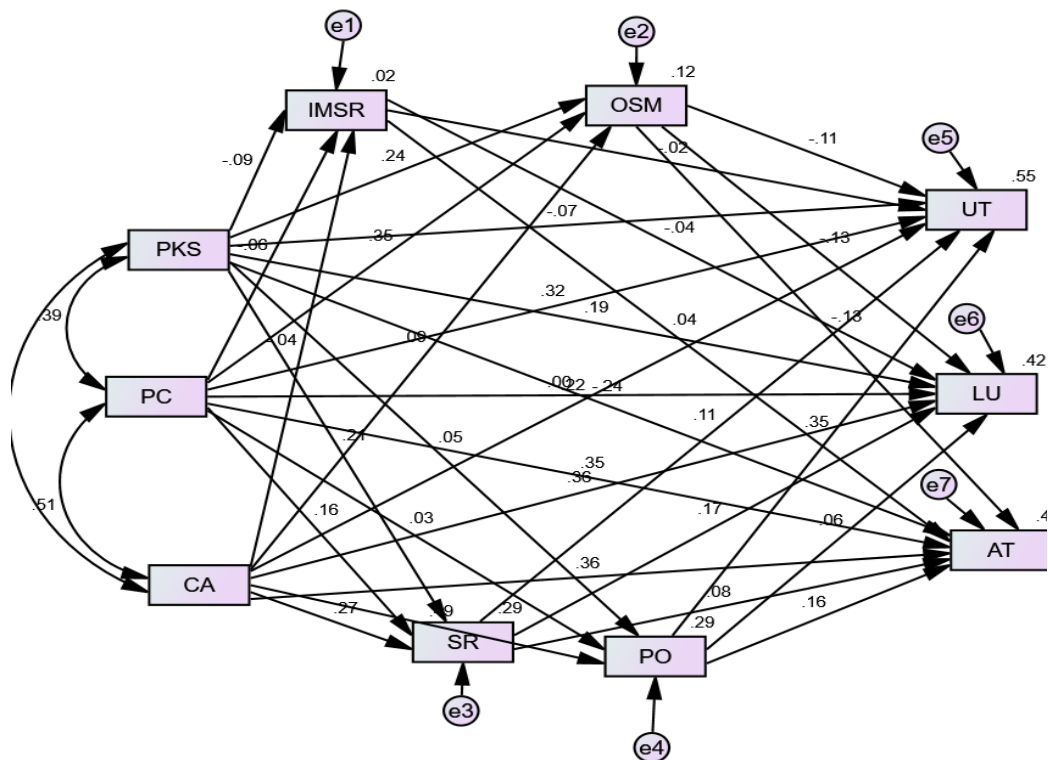 e1
e2
.02
.12
IMSR
OSM
e5
-.11
-.02
.24
-.09
.55
UT
-.07
-.04
-.13
PKS
-.06
.35
.32
.19
.04
-.13
.39
.09
e6
-.04
.42
LU
PC
.00
.22
-.24
.11
.35
.21
.05
.35
.36
e7
.51
.16
.03
.17
.06
.4
AT
CA
.36
.08
.27
.29
.16
.29
SR
PO
e3
e4